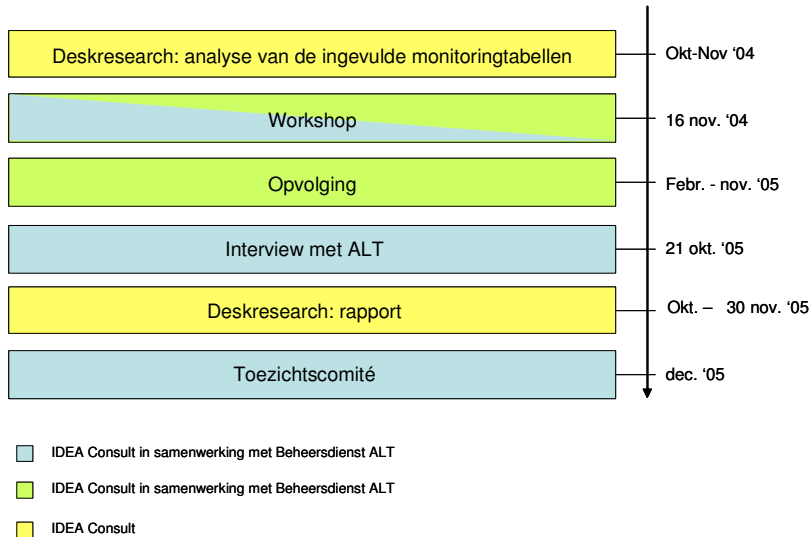 Deskresearch: analyse van de ingevulde monitoringtabellen
Okt-Nov ‘04
Workshop
16 nov. ‘04
Opvolging
Febr. - nov. ‘05
Interview met ALT
21 okt. ‘05
Deskresearch: rapport
Okt. – 30 nov. ‘05
Toezichtscomité
dec. ‘05
IDEA Consult in samenwerking met Beheersdienst ALT
IDEA Consult in samenwerking met Beheersdienst ALT
IDEA Consult